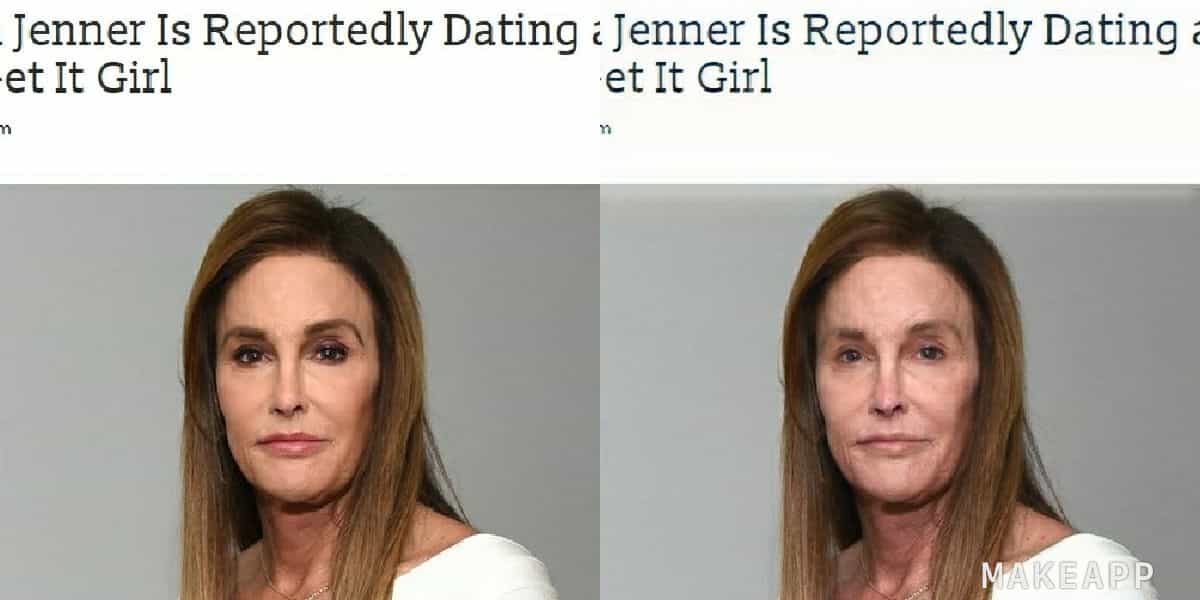 Jenner Is Reportedly Dating a
et It Girl
m
Jenner Is Reportedly Dating a
et It Girl
m
MAKEAPP